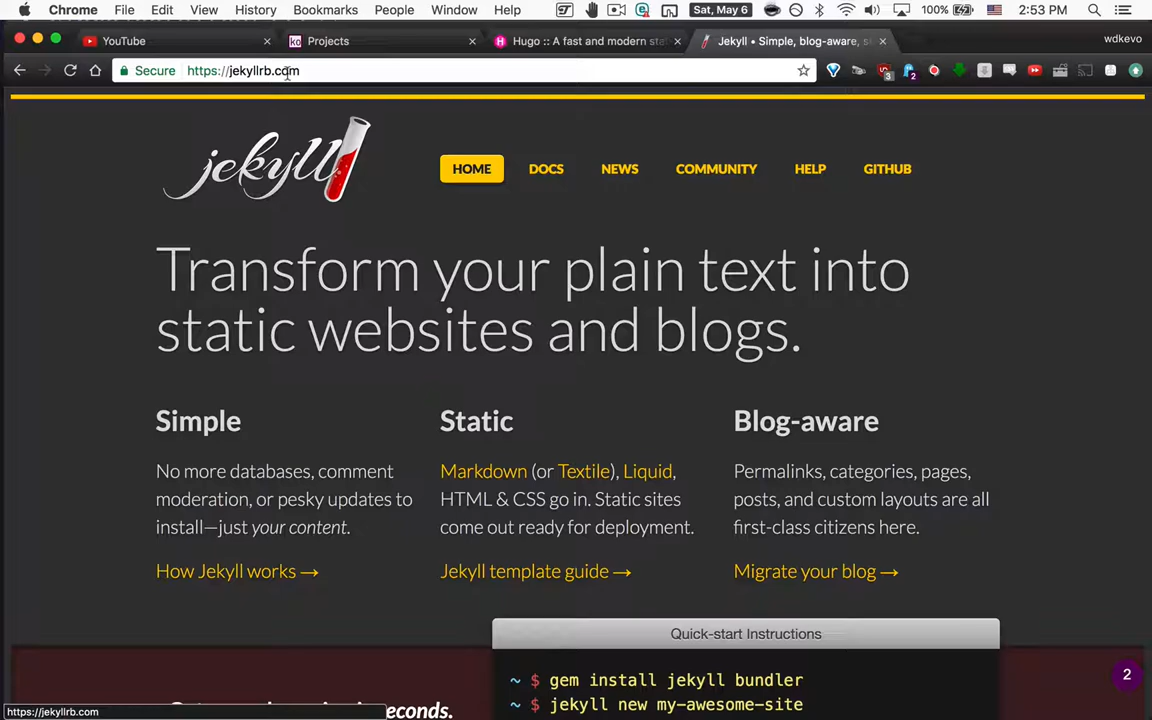 Chrome File Edit View History Bookmarks People Window Help Sat, May 6 100% 2:53 PM
YouTube Projects Hugo :: A fast and modern stat Jekyll • Simple, blog-aware, s wdkevo
Secure https://jekyllrb.com 3 2
jekyll HOME DOCS NEWS COMMUNITY HELP GITHUB
Transform your plain text into
static websites and blogs.
Simple
No more databases, comment
moderation, or pesky updates to
install—just your content.
How Jekyll works →
Static
Markdown (or Textile), Liquid,
HTML & CSS go in. Static sites
come out ready for deployment.
Jekyll template guide →
Blog-aware
Permalinks, categories, pages,
posts, and custom layouts are all
first-class citizens here.
Migrate your blog →
Quick-start Instructions
~ $ gem install jekyll bundler
~ $ jekyll new my-awesome-site
2
https://jekyllrb.com